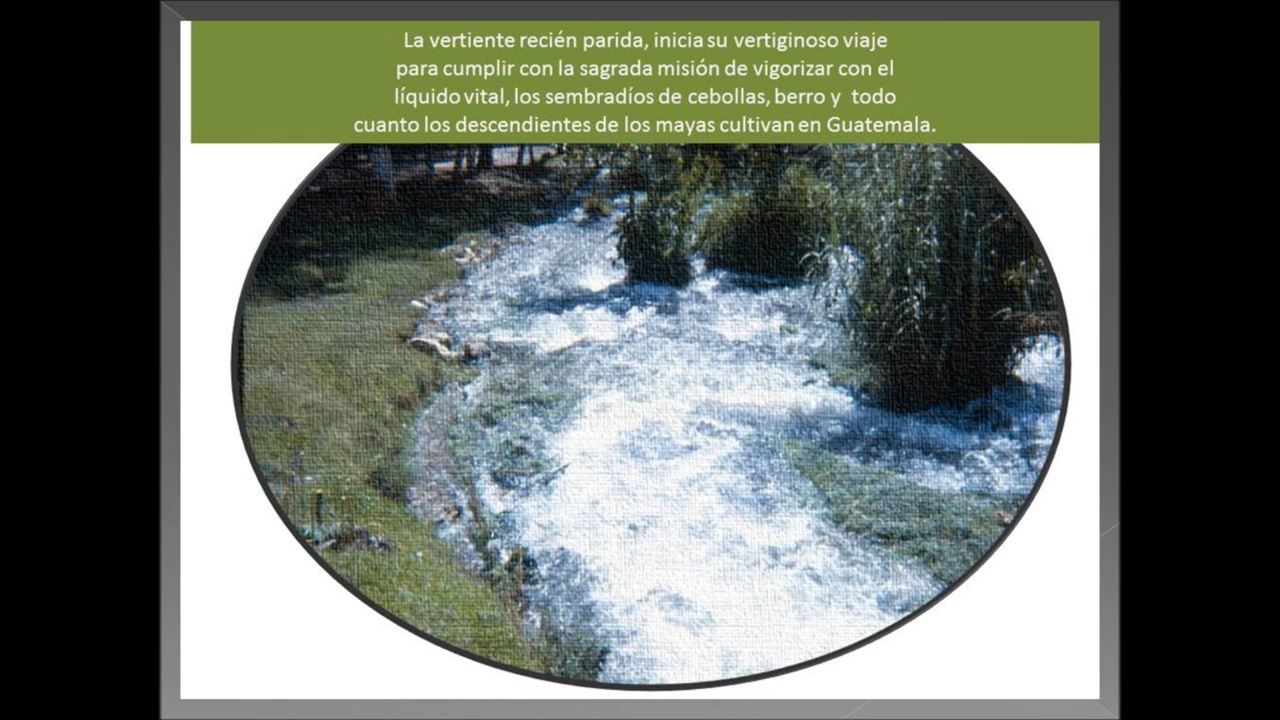 La vertiente recién parida, inicia su vertiginoso viaje
para cumplir con la sagrada misión de vigorizar con el
líquido vital, los sembradíos de cebollas, berro y  todo
cuanto los descendientes de los mayas cultivan en Guatemala.